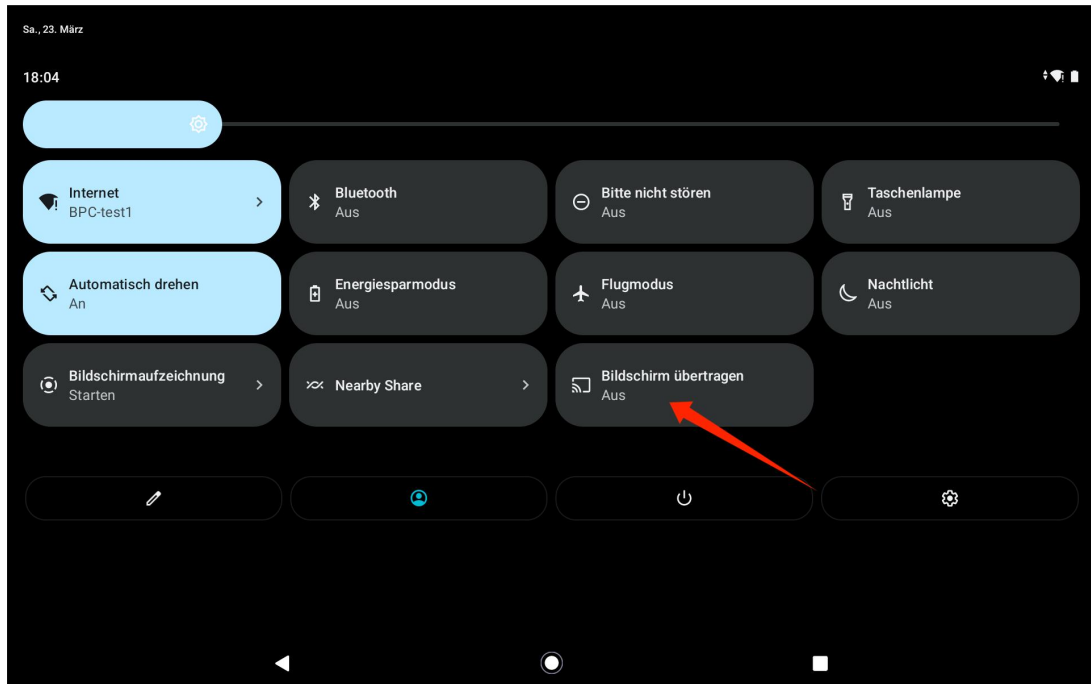 Sa., 23. März
18:04
Internet
BPC-test1
Bluetooth
Aus
Bitte nicht stören
Aus
Taschenlampe
Aus
Automatisch drehen
An
Energiesparmodus
Aus
Flugmodus
Aus
Nachtlicht
Aus
Bildschirmaufzeichnung
Starten
Nearby Share
Bildschirm übertragen
Aus